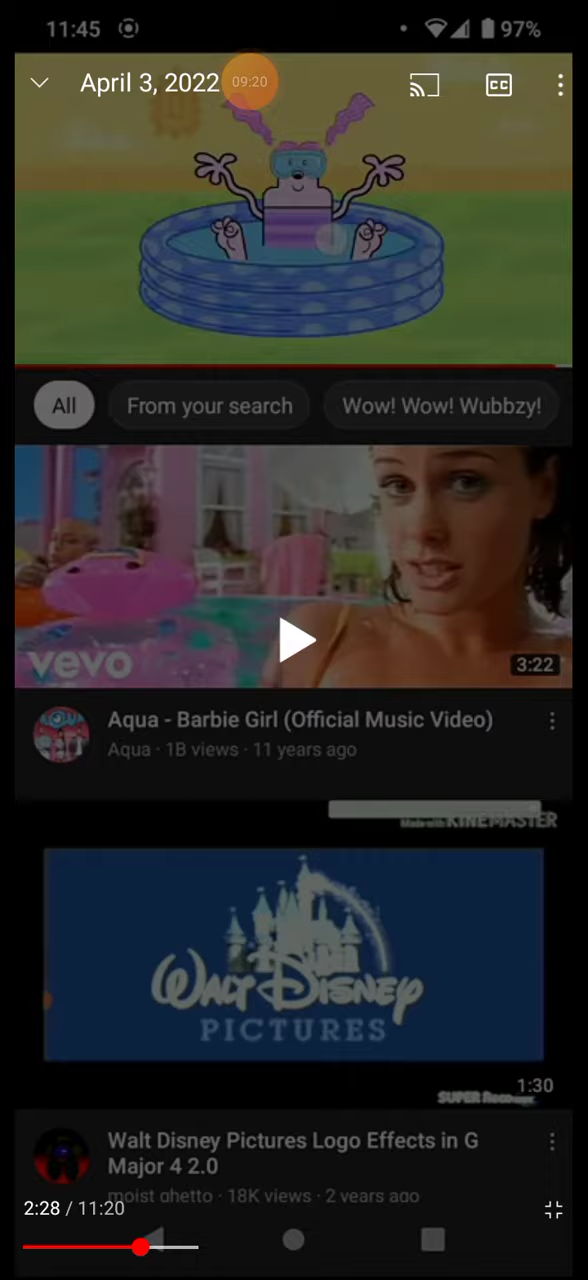 11:45
97%
April 3, 2022
09:20
CC
All
From your search
Wow! Wow! Wubbzy!
vevo
3:22
Aqua - Barbie Girl (Official Music Video)
Aqua · 1B views · 11 years ago
Made with KINEMASTER
WALT DISNEY
PICTURES
1:30
SUPER
Walt Disney Pictures Logo Effects in G
Major 4 2.0
moist ghetto · 18K views · 2 years ago
2:28 / 11:20